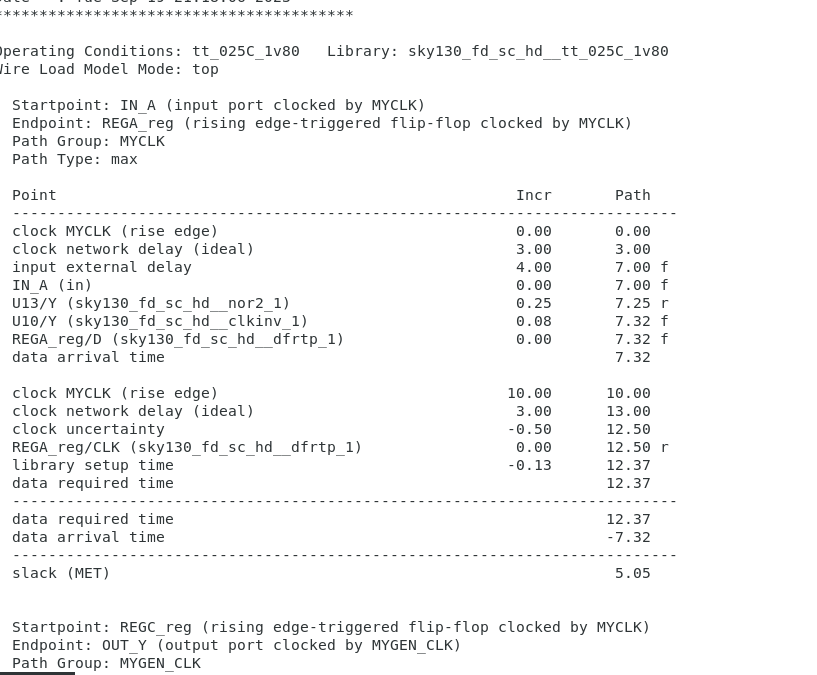 ****************************************
Operating Conditions: tt_025C_1v80   Library: sky130_fd_sc_hd__tt_025C_1v80
Wire Load Model Mode: top
Startpoint: IN_A (input port clocked by MYCLK)
Endpoint: REGA_reg (rising edge-triggered flip-flop clocked by MYCLK)
Path Group: MYCLK
Path Type: max
Point                                                   Incr       Path
--------------------------------------------------------------------------
clock MYCLK (rise edge)                                 0.00       0.00
clock network delay (ideal)                             3.00       3.00
input external delay                                    4.00       7.00 f
IN_A (in)                                               0.00       7.00 f
U13/Y (sky130_fd_sc_hd__nor2_1)                         0.25       7.25 r
U10/Y (sky130_fd_sc_hd__clkinv_1)                       0.08       7.32 f
REGA_reg/D (sky130_fd_sc_hd__dfrtp_1)                   0.00       7.32 f
data arrival time                                                  7.32
clock MYCLK (rise edge)                                10.00      10.00
clock network delay (ideal)                             3.00      13.00
clock uncertainty                                      -0.50      12.50
REGA_reg/CLK (sky130_fd_sc_hd__dfrtp_1)                 0.00      12.50 r
library setup time                                     -0.13      12.37
data required time                                                12.37
--------------------------------------------------------------------------
data required time                                                12.37
data arrival time                                                 -7.32
--------------------------------------------------------------------------
slack (MET)                                                        5.05
Startpoint: REGC_reg (rising edge-triggered flip-flop clocked by MYCLK)
Endpoint: OUT_Y (output port clocked by MYGEN_CLK)
Path Group: MYGEN_CLK